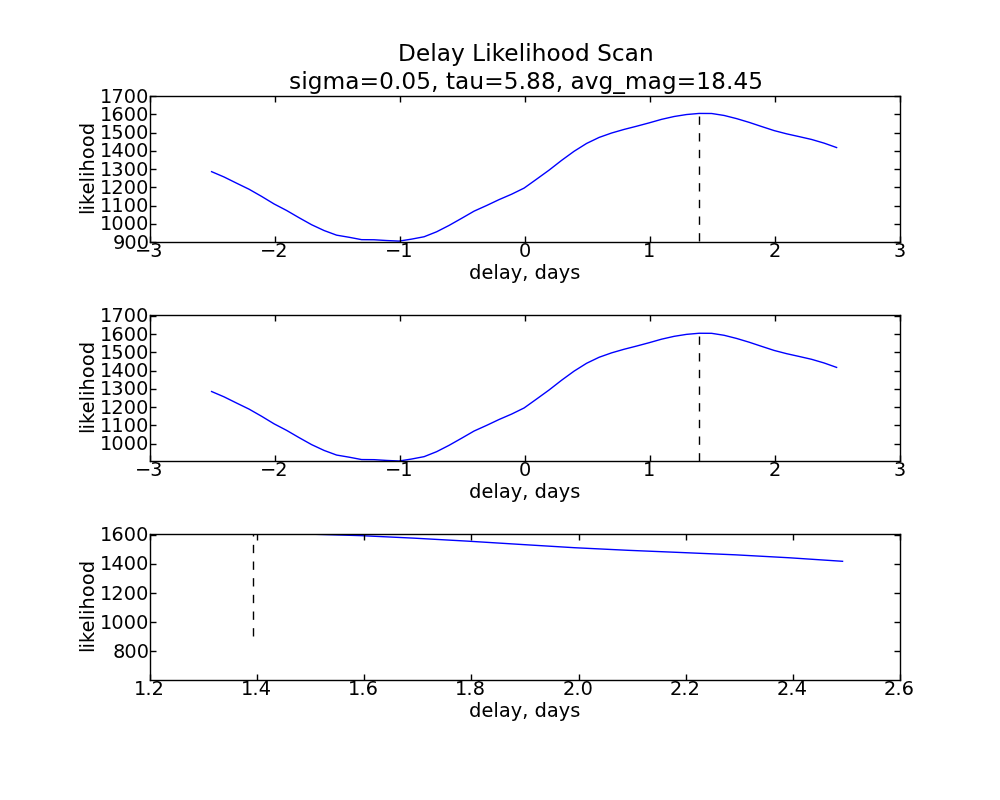 Delay Likelihood Scan
sigma=0.05, tau=5.88, avg_mag=18.45
1700
1600
1500
1400
1300
1200
1100
1000
900
likelihood
−3 −2 −1 0 1 2 3
delay, days
1700
1600
1500
1400
1300
1200
1100
1000
likelihood
−3 −2 −1 0 1 2 3
delay, days
1600
1400
1200
1000
800
likelihood
1.2 1.4 1.6 1.8 2.0 2.2 2.4 2.6
delay, days